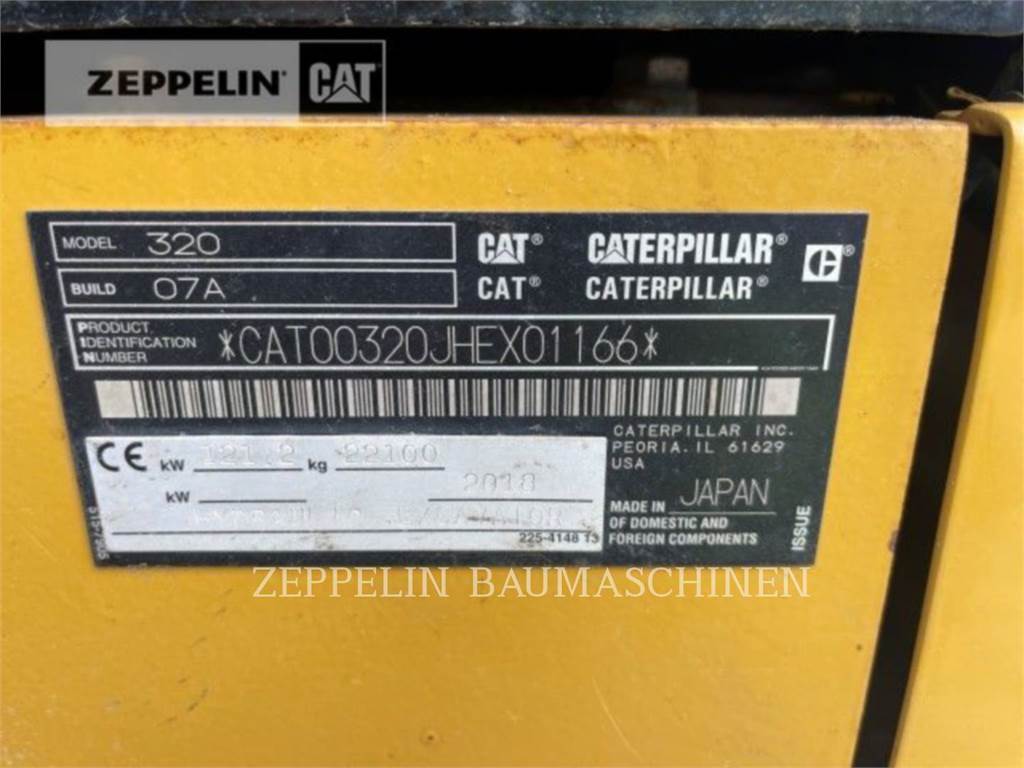 ZEPPELIN® CAT
MODEL 320
BUILD 07A
CAT® CATERPILLAR® C®
CAT® CATERPILLAR®
PRODUCT IDENTIFICATION NUMBER *CAT00320JHEX01166*
CE kW 121.2 kg 22100
kW 2018
HYDRAULIC EXCAVATOR
225-4148 13
CATERPILLAR INC.
PEORIA, IL 61629
USA
MADE IN JAPAN
OF DOMESTIC AND
FOREIGN COMPONENTS
ISSUE
ZEPPELIN BAUMASCHINEN